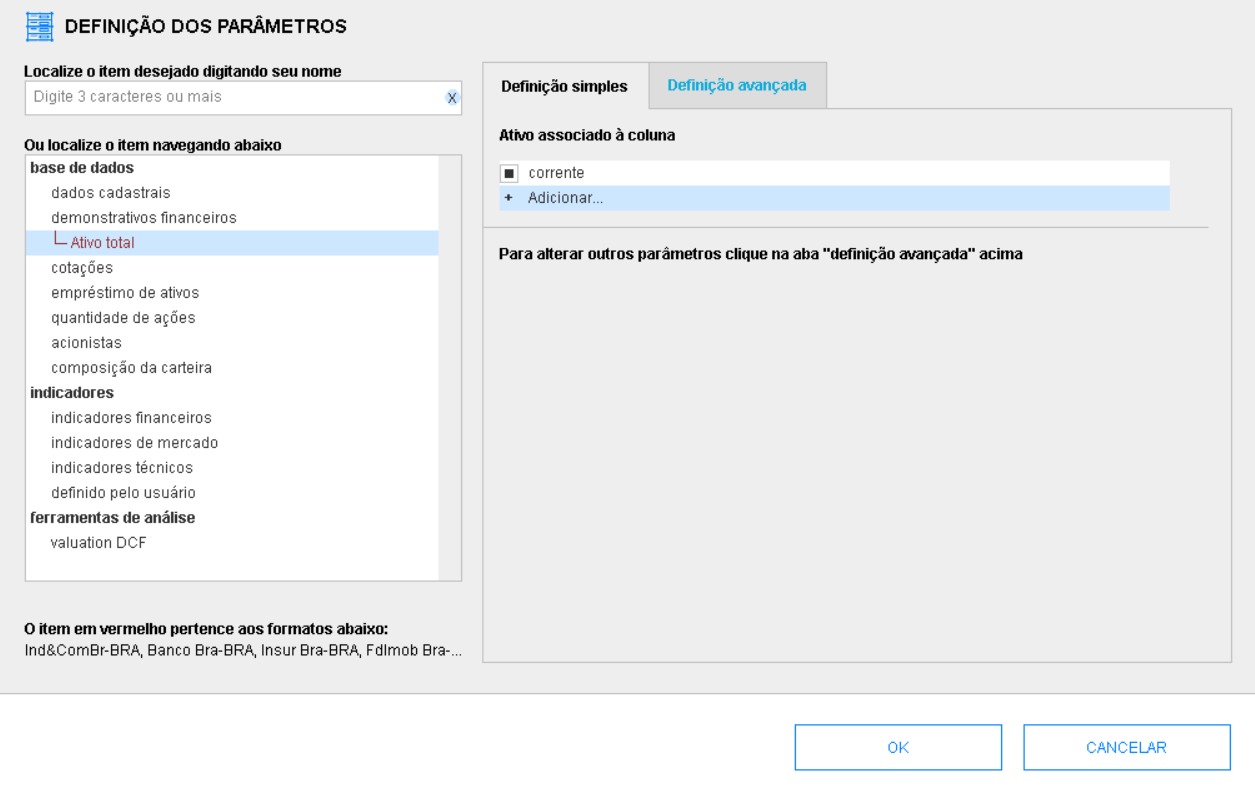 DEFINIÇÃO DOS PARÂMETROS
Localize o item desejado digitando seu nome
Digite 3 caracteres ou mais
X
Ou localize o item navegando abaixo
base de dados
dados cadastrais
demonstrativos financeiros
Ativo total
cotações
empréstimo de ativos
quantidade de ações
acionistas
composição da carteira
indicadores
indicadores financeiros
indicadores de mercado
indicadores técnicos
definido pelo usuário
ferramentas de análise
valuation DCF
O item em vermelho pertence aos formatos abaixo:
Ind&ComBr-BRA, Banco Bra-BRA, Insur Bra-BRA, FdImob Bra-...
Definição simples
Definição avançada
Ativo associado à coluna
corrente
+ Adicionar...
Para alterar outros parâmetros clique na aba "definição avançada" acima
OK
CANCELAR